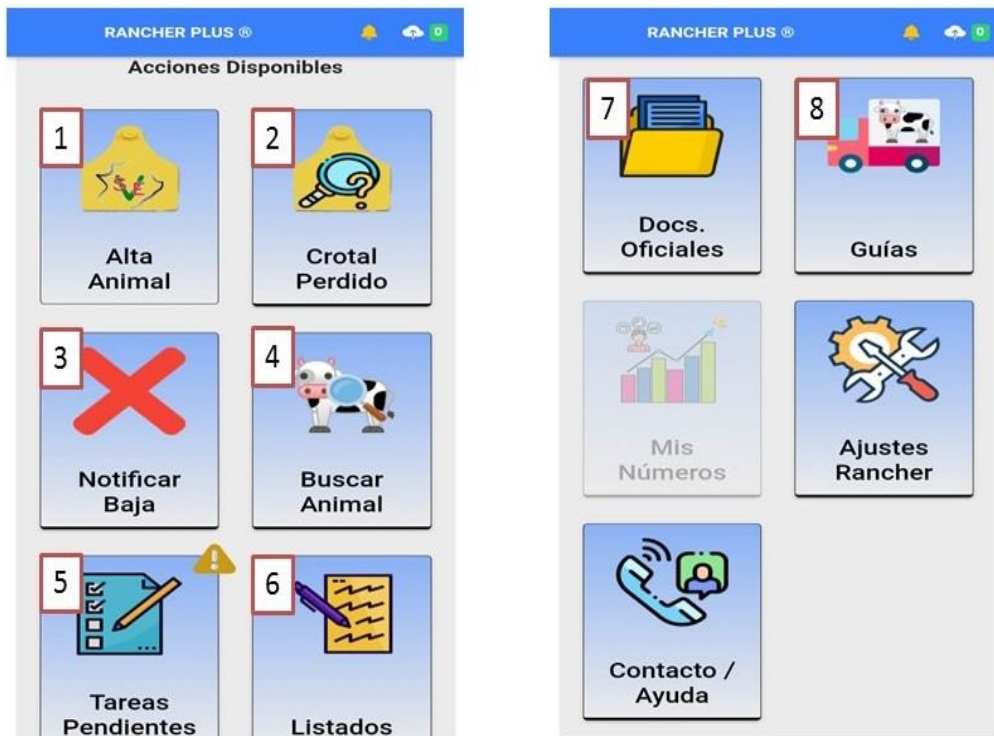 RANCHER PLUS ®
0
Acciones Disponibles
1
Alta
Animal
2
?
Crotal
Perdido
3
Notificar
Baja
4
Buscar
Animal
5
!
Tareas
Pendientes
6
Listados
RANCHER PLUS ®
0
7
Docs.
Oficiales
8
Guías
Mis
Números
Ajustes
Rancher
Contacto /
Ayuda